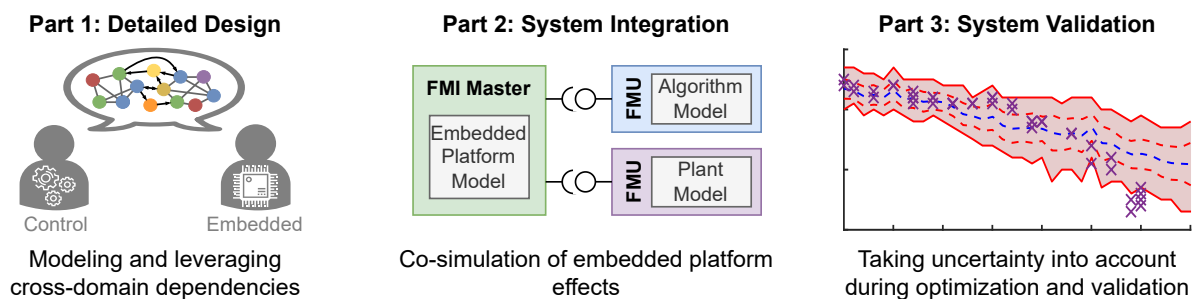 Part 1: Detailed Design
Control
Embedded
Modeling and leveraging
cross-domain dependencies
Part 2: System Integration
FMI Master
Embedded
Platform
Model
FMU
Algorithm
Model
FMU
Plant
Model
Co-simulation of embedded platform
effects
Part 3: System Validation
Taking uncertainty into account
during optimization and validation